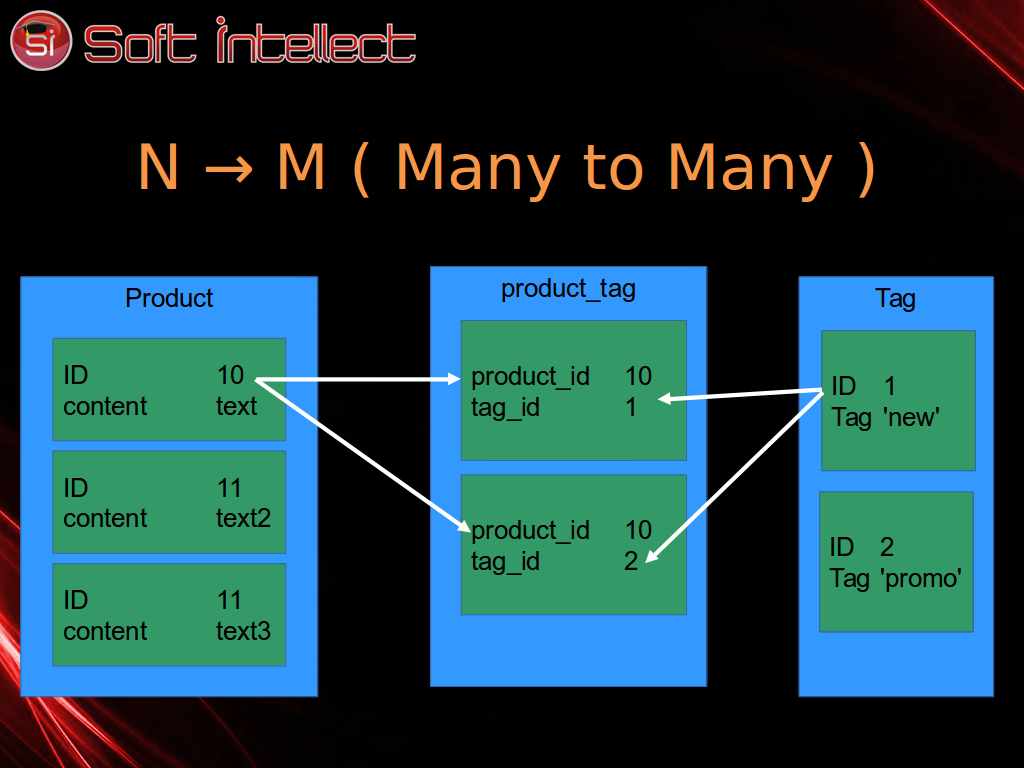 Si Soft Intellect
N → M ( Many to Many )
Product
ID 10
content text
ID 11
content text2
ID 11
content text3
product_tag
product_id 10
tag_id 1
product_id 10
tag_id 2
Tag
ID 1
Tag 'new'
ID 2
Tag 'promo'